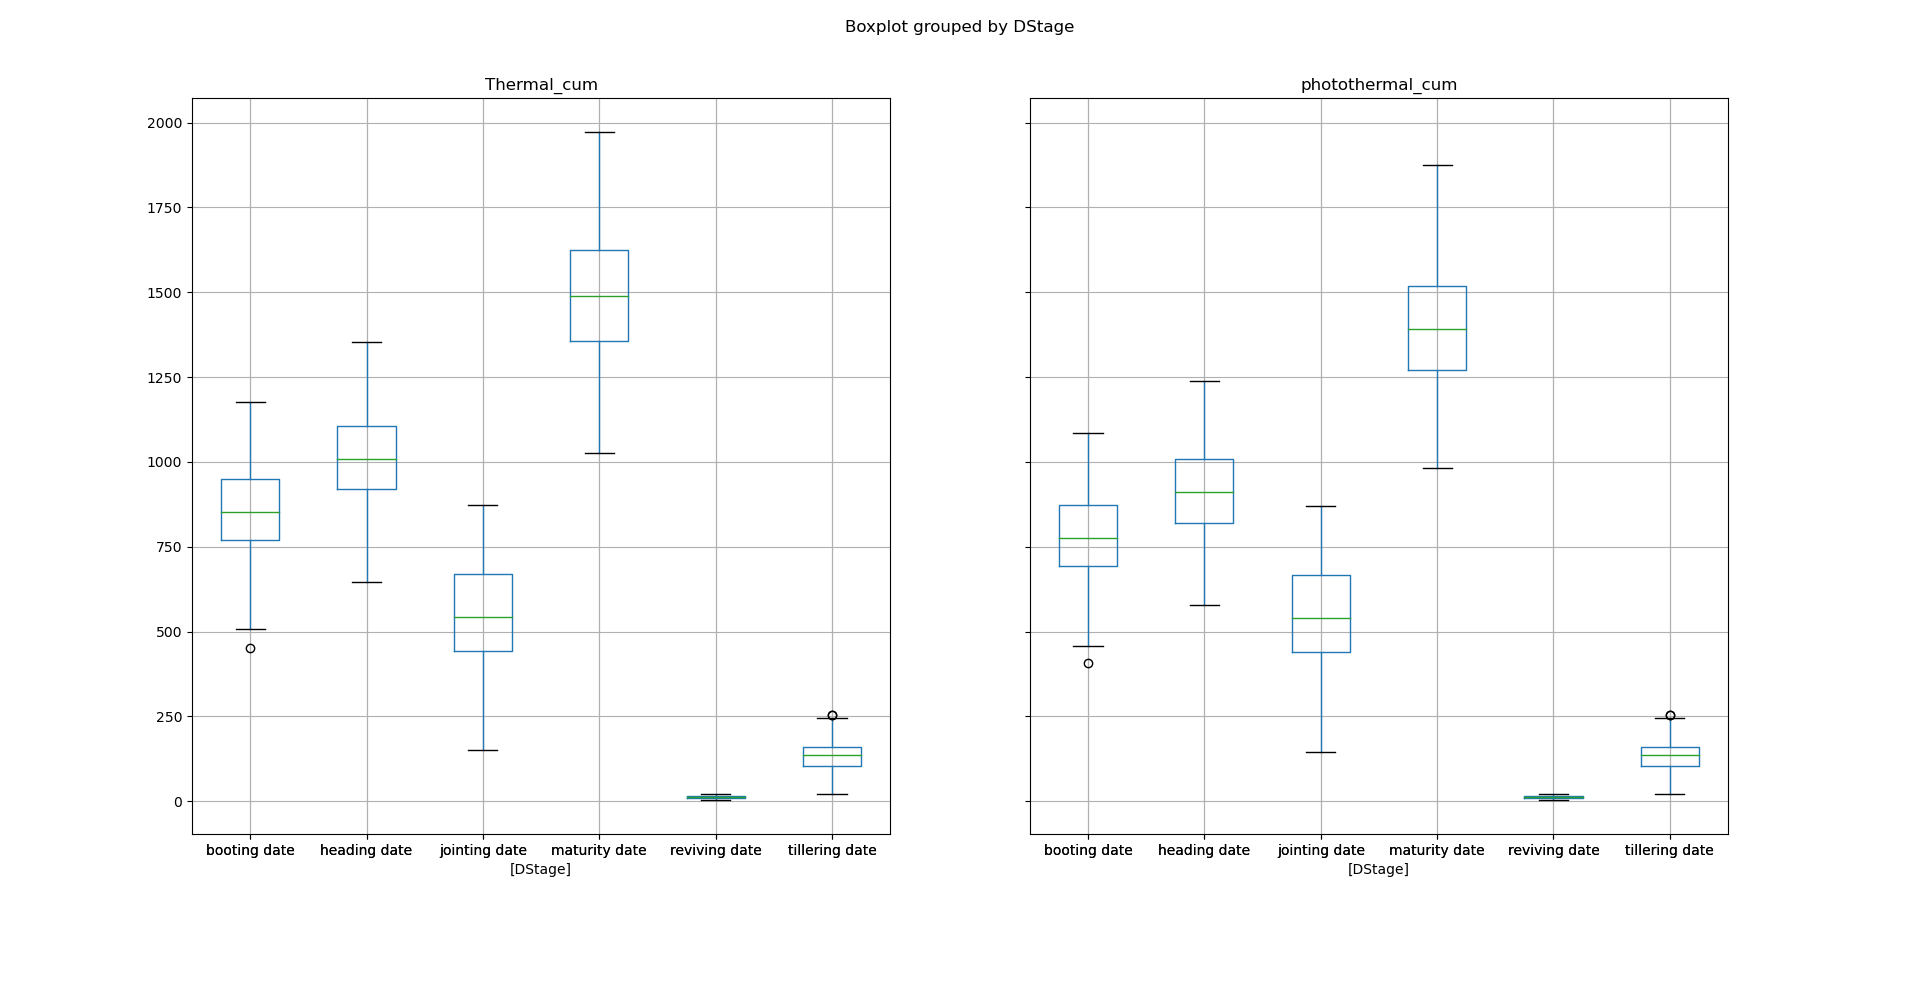 Boxplot grouped by DStage
Thermal_cum
2000
1750
1500
1250
1000
750
500
250
0
booting date heading date jointing date maturity date reviving date tillering date
[DStage]
photothermal_cum
booting date heading date jointing date maturity date reviving date tillering date
[DStage]